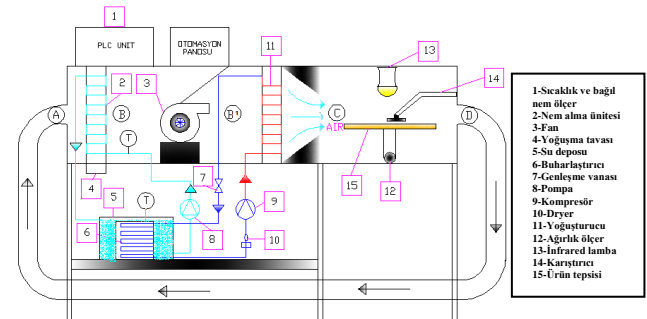 1
PLC UNIT
OTOMASYON
PANOSU
11
13
14
2
3
A
B
B¹
C
D
T
AIR
4
7
15
12
5
T
9
6
8
10
1-Sıcaklık ve bağıl
nem ölçer
2-Nem alma ünitesi
3-Fan
4-Yoğuşma tavası
5-Su deposu
6-Buharlaştırıcı
7-Genleşme vanası
8-Pompa
9-Kompresör
10-Dryer
11-Yoğuşturucu
12-Ağırlık ölçer
13-İnfrared lamba
14-Karıştırıcı
15-Ürün tepsisi